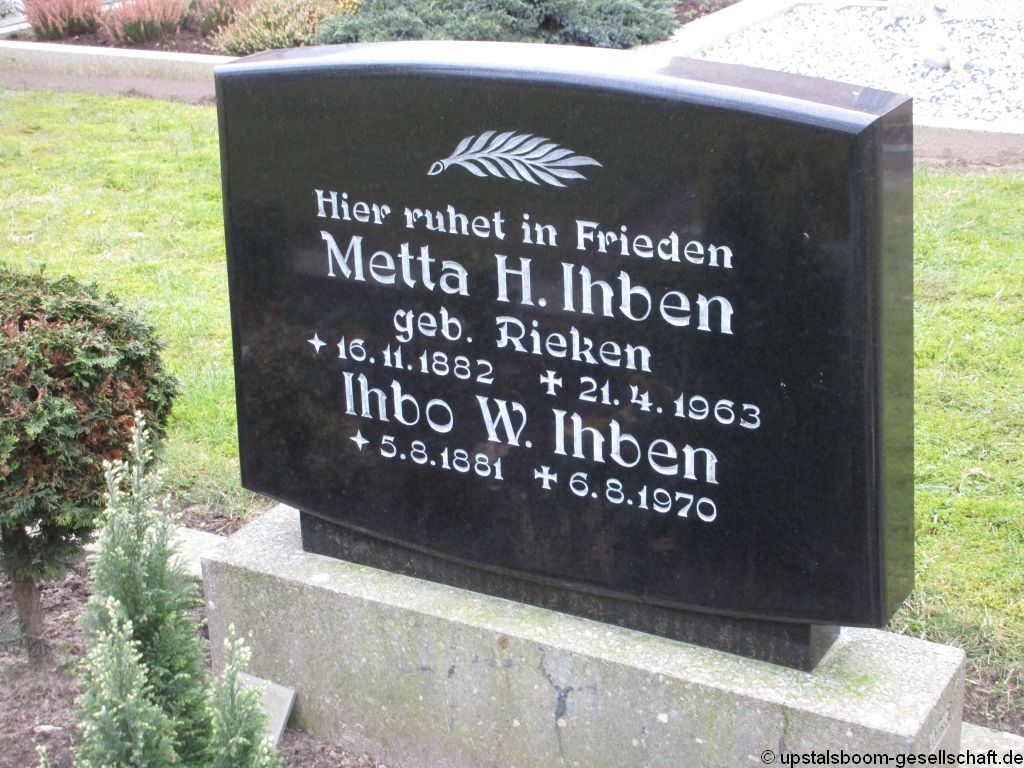 Hier ruhet in Frieden
Metta H. Ihben
geb. Rieken
✦ 16.11.1882 ✝ 21.4.1963
Ihbo W. Ihben
✦ 5.8.1881 ✝ 6.8.1970
© upstalsboom-gesellschaft.de